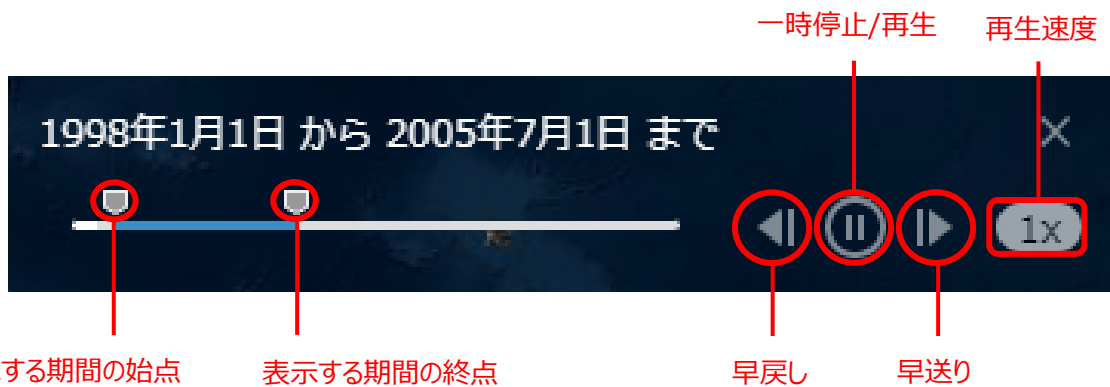 一時停止/再生
再生速度
1998年1月1日 から 2005年7月1日 まで
1x
する期間の始点
表示する期間の終点
早戻し
早送り